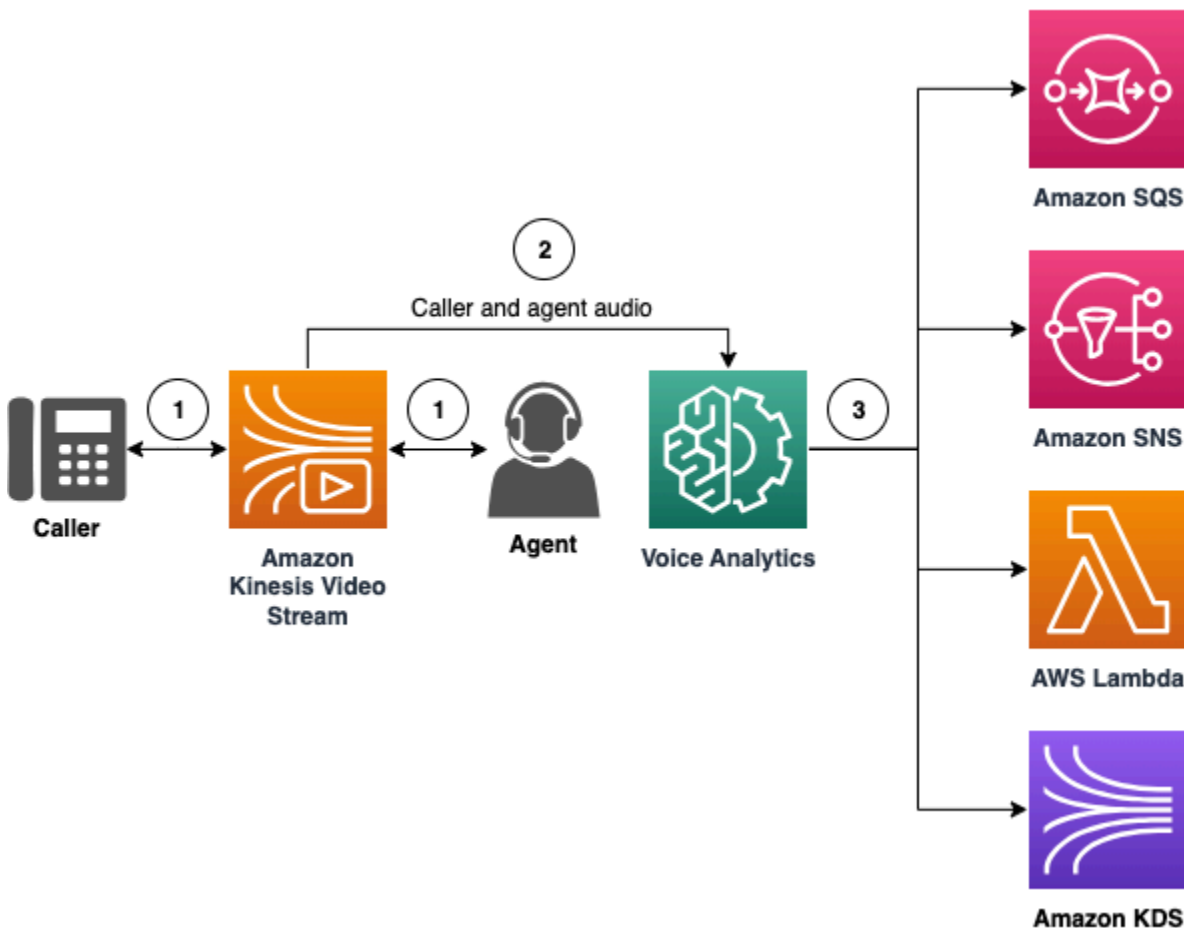 Amazon SQS
2
Caller and agent audio
Amazon SNS
1
1
3
Caller
Amazon
Kinesis Video
Stream
Agent
Voice Analytics
AWS Lambda
Amazon KDS